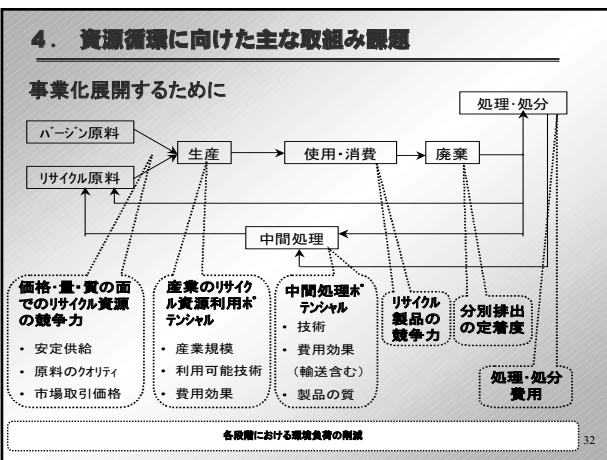 4． 資源循環に向けた主な取組み課題
事業化展開するために
処理･処分
ﾊﾞｰｼﾞﾝ原料
生産
使用･消費
廃棄
ﾘｻｲｸﾙ原料
中間処理
価格･量･質の面
でのﾘｻｲｸﾙ資源
の競争力
・ 安定供給
・ 原料のｸｵﾘﾃｨ
・ 市場取引価格
産業のﾘｻｲｸ
ﾙ資源利用ﾎﾟ
ﾃﾝｼｬﾙ
・ 産業規模
・ 利用可能技術
・ 費用効果
中間処理ﾎﾟ
ﾃﾝｼｬﾙ
・ 技術
・ 費用効果
（輸送含む）
・ 製品の質
ﾘｻｲｸﾙ
製品の
競争力
分別排出
の定着度
処理･処分
費用
各段階における環境負荷の削減
32